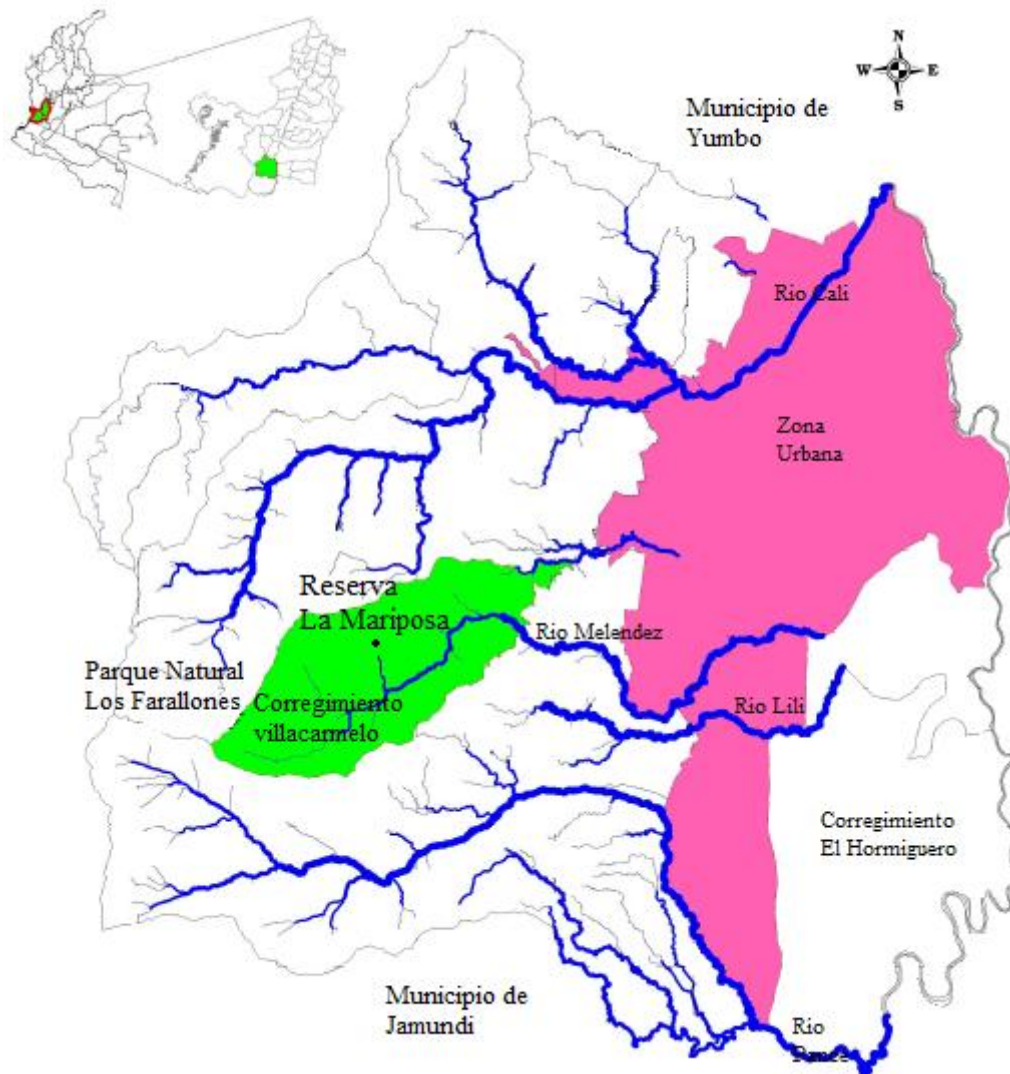 N
W E
S
Municipio de
Yumbo
Rio Cali
Zona
Urbana
Reserva
La Mariposa
Rio Melendez
Parque Natural
Los Farallones
Corregimiento
villacarmelo
Rio Lili
Corregimiento
El Hormiguero
Municipio de
Jamundi
Rio
Pance